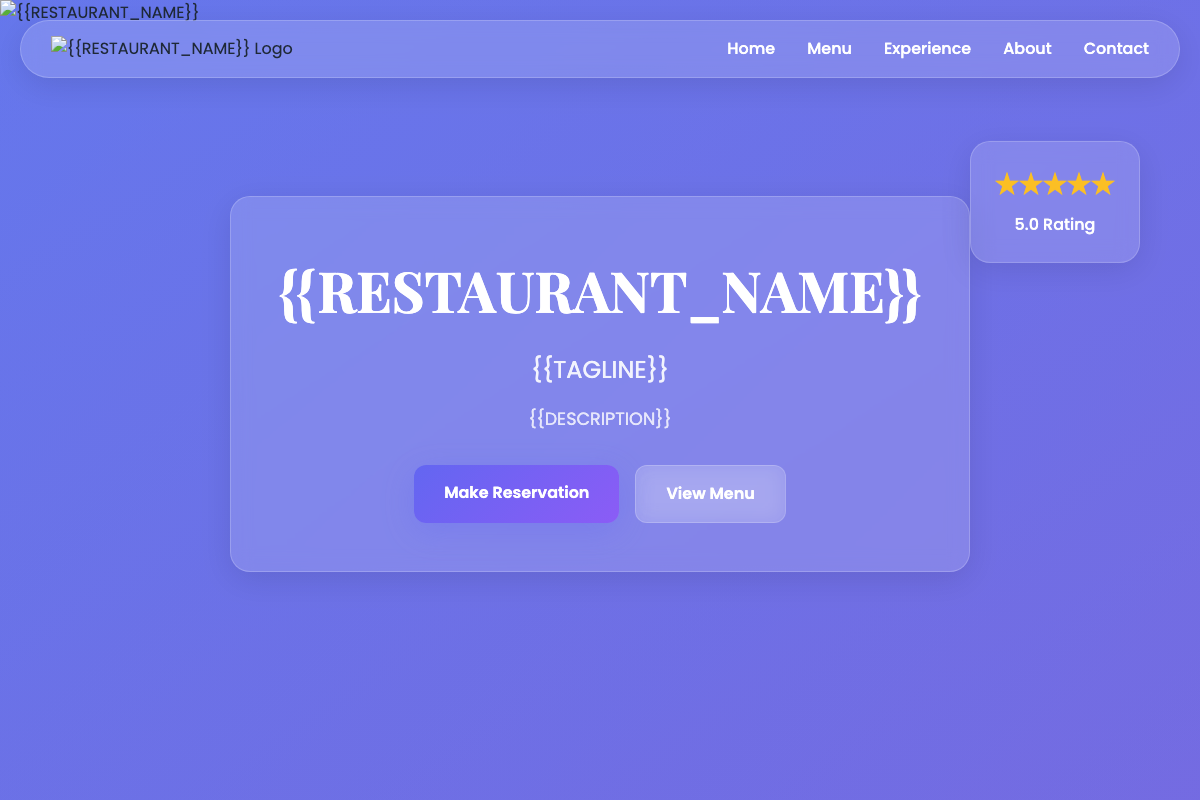 {{RESTAURANT_NAME}}
{{RESTAURANT_NAME}} Logo
Home Menu Experience About Contact
★★★★★
5.0 Rating
{{RESTAURANT_NAME}}
{{TAGLINE}}
{{DESCRIPTION}}
Make Reservation View Menu